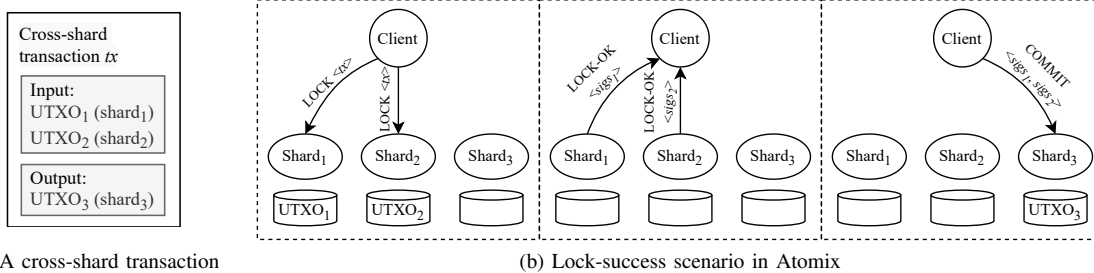 Cross-shard
transaction tx
Input:
UTXO1 (shard1)
UTXO2 (shard2)
Output:
UTXO3 (shard3)
A cross-shard transaction
Client
LOCK <tx>
LOCK <tx>
Shard1
Shard2
Shard3
UTXO1
UTXO2
Client
LOCK-OK
<sigs1>
LOCK-OK
<sigs2>
Shard1
Shard2
Shard3
Client
COMMIT
<sigs1, sigs2>
Shard1
Shard2
Shard3
UTXO3
(b) Lock-success scenario in Atomix